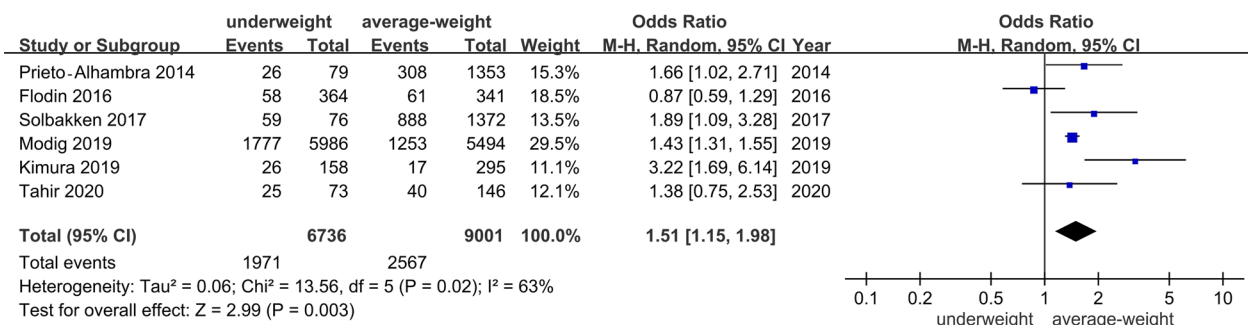 underweight average-weight Odds Ratio Odds Ratio
Study or Subgroup Events Total Events Total Weight M-H, Random, 95% CI Year M-H, Random, 95% CI
Prieto-Alhambra 2014 26 79 308 1353 15.3% 1.66 [1.02, 2.71] 2014
Flodin 2016 58 364 61 341 18.5% 0.87 [0.59, 1.29] 2016
Solbakken 2017 59 76 888 1372 13.5% 1.89 [1.09, 3.28] 2017
Modig 2019 1777 5986 1253 5494 29.5% 1.43 [1.31, 1.55] 2019
Kimura 2019 26 158 17 295 11.1% 3.22 [1.69, 6.14] 2019
Tahir 2020 25 73 40 146 12.1% 1.38 [0.75, 2.53] 2020
Total (95% CI) 6736 9001 100.0% 1.51 [1.15, 1.98]
Total events 1971 2567
Heterogeneity: Tau² = 0.06; Chi² = 13.56, df = 5 (P = 0.02); I² = 63%
Test for overall effect: Z = 2.99 (P = 0.003)
0.1 0.2 0.5 1 2 5 10
underweight average-weight